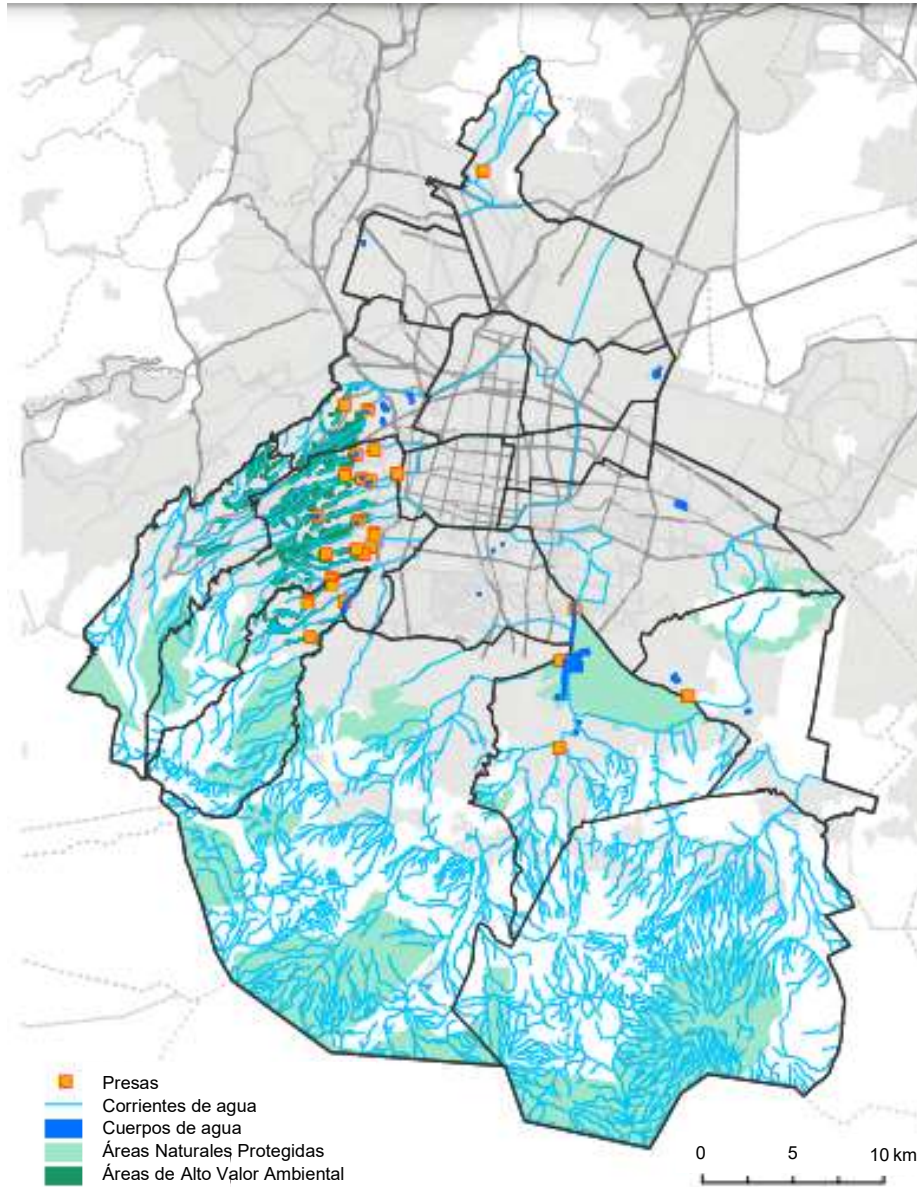 Presas
Corrientes de agua
Cuerpos de agua
Áreas Naturales Protegidas
Áreas de Alto Valor Ambiental
0 5 10 km